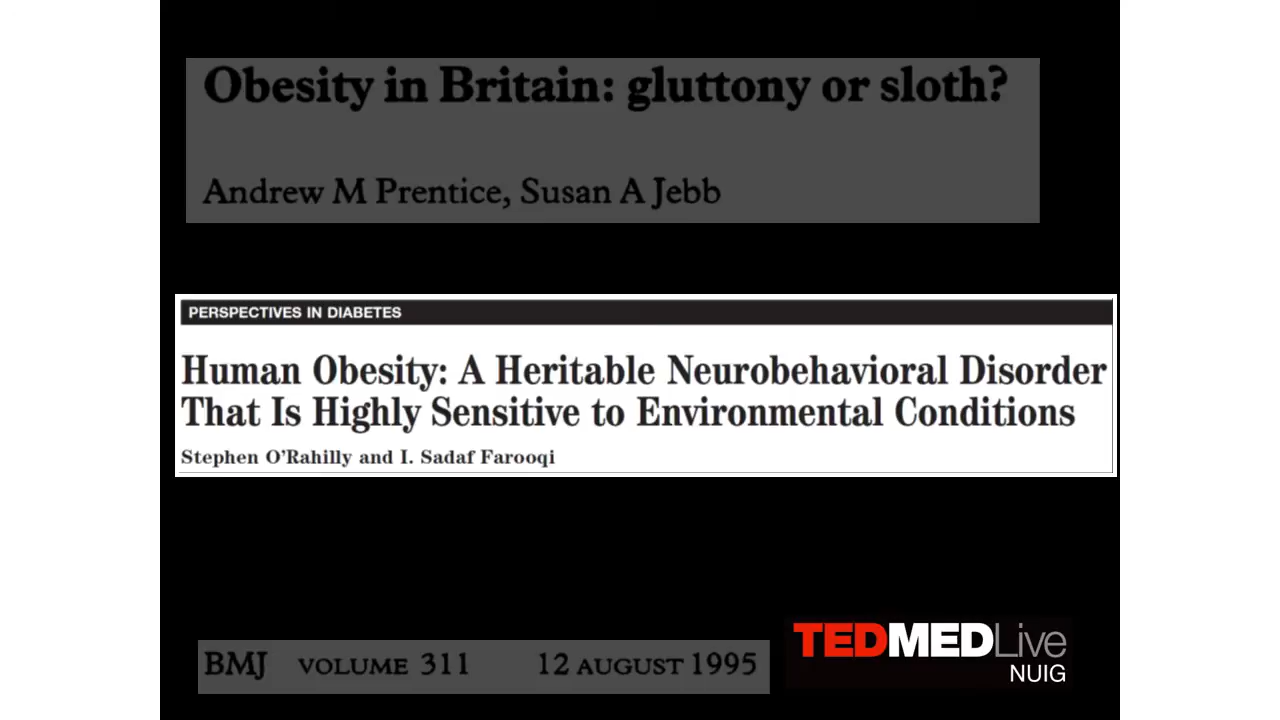 Obesity in Britain: gluttony or sloth?
Andrew M Prentice, Susan A Jebb
PERSPECTIVES IN DIABETES
Human Obesity: A Heritable Neurobehavioral Disorder
That Is Highly Sensitive to Environmental Conditions
Stephen O'Rahilly and I. Sadaf Farooqi
BMJ VOLUME 311 12 AUGUST 1995
TEDMEDLive
NUIG